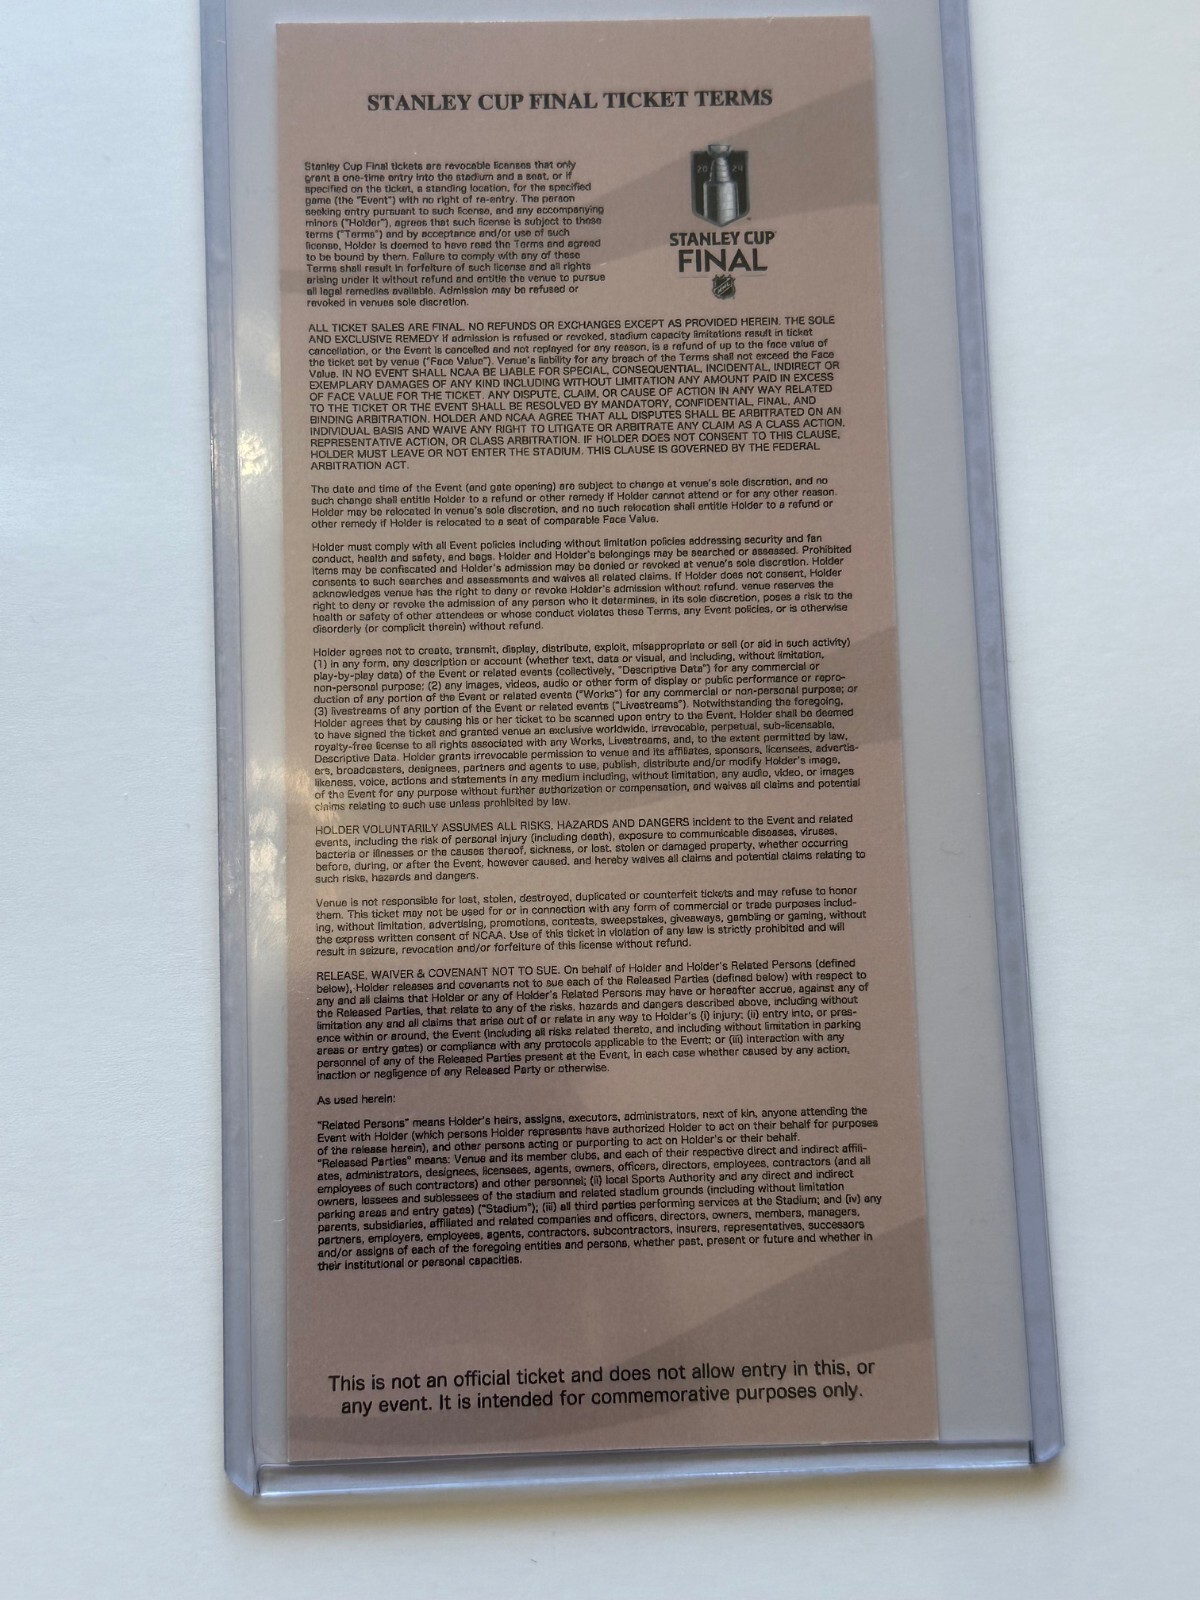 STANLEY CUP FINAL TICKET TERMS
Stanley Cup Final tickets are revocable licenses that only
grant a one-time entry into the stadium and a seat, or if
specified on the ticket, a standing location, for the specified
game (the "Event") with no right of re-entry. The person
seeking entry pursuant to such license, and any accompanying
minors ("Holder"), agrees that such license is subject to these
terms ("Terms") and by acceptance and/or use of such
license, Holder is deemed to have read the Terms and agreed
to be bound by them. Failure to comply with any of these
Terms shall result in forfeiture of such license and all rights
arising under it without refund and entitle the venue to pursue
all legal remedies available. Admission may be refused or
revoked in venues sole discretion.
20 24
STANLEY CUP
FINAL
NHL
ALL TICKET SALES ARE FINAL. NO REFUNDS OR EXCHANGES EXCEPT AS PROVIDED HEREIN. THE SOLE
AND EXCLUSIVE REMEDY if admission is refused or revoked, stadium capacity limitations result in ticket
cancellation, or the Event is cancelled and not replayed for any reason, is a refund of up to the face value of
the ticket set by venue ("Face Value"). Venue's liability for any breach of the Terms shall not exceed the Face
Value. IN NO EVENT SHALL NCAA BE LIABLE FOR SPECIAL, CONSEQUENTIAL, INCIDENTAL, INDIRECT OR
EXEMPLARY DAMAGES OF ANY KIND INCLUDING WITHOUT LIMITATION ANY AMOUNT PAID IN EXCESS
OF FACE VALUE FOR THE TICKET. ANY DISPUTE, CLAIM, OR CAUSE OF ACTION IN ANY WAY RELATED
TO THE TICKET OR THE EVENT SHALL BE RESOLVED BY MANDATORY, CONFIDENTIAL, FINAL, AND
BINDING ARBITRATION. HOLDER AND NCAA AGREE THAT ALL DISPUTES SHALL BE ARBITRATED ON AN
INDIVIDUAL BASIS AND WAIVE ANY RIGHT TO LITIGATE OR ARBITRATE ANY CLAIM AS A CLASS ACTION,
REPRESENTATIVE ACTION, OR CLASS ARBITRATION. IF HOLDER DOES NOT CONSENT TO THIS CLAUSE,
HOLDER MUST LEAVE OR NOT ENTER THE STADIUM. THIS CLAUSE IS GOVERNED BY THE FEDERAL
ARBITRATION ACT.
The date and time of the Event (and gate opening) are subject to change at venue's sole discretion, and no
such change shall entitle Holder to a refund or other remedy if Holder cannot attend or for any other reason.
Holder may be relocated in venue's sole discretion, and no such relocation shall entitle Holder to a refund or
other remedy if Holder is relocated to a seat of comparable Face Value.
Holder must comply with all Event policies including without limitation policies addressing security and fan
conduct, health and safety, and bags. Holder and Holder's belongings may be searched or assessed. Prohibited
items may be confiscated and Holder's admission may be denied or revoked at venue's sole discretion. Holder
consents to such searches and assessments and waives all related claims. If Holder does not consent, Holder
acknowledges venue has the right to deny or revoke Holder's admission without refund. venue reserves the
right to deny or revoke the admission of any person who it determines, in its sole discretion, poses a risk to the
health or safety of other attendees or whose conduct violates these Terms, any Event policies, or is otherwise
disorderly (or complicit therein) without refund.
Holder agrees not to create, transmit, display, distribute, exploit, misappropriate or sell (or aid in such activity)
(1) in any form, any description or account (whether text, data or visual, and including, without limitation,
play-by-play data) of the Event or related events (collectively, "Descriptive Data") for any commercial or
non-personal purpose; (2) any images, videos, audio or other form of display or public performance or repro-
duction of any portion of the Event or related events ("Works") for any commercial or non-personal purpose; or
(3) livestreams of any portion of the Event or related events ("Livestreams"). Notwithstanding the foregoing,
Holder agrees that by causing his or her ticket to be scanned upon entry to the Event, Holder shall be deemed
to have signed the ticket and granted venue an exclusive worldwide, irrevocable, perpetual, sub-licensable,
royalty-free license to all rights associated with any Works, Livestreams, and, to the extent permitted by law,
Descriptive Data. Holder grants irrevocable permission to venue and its affiliates, sponsors, licensees, advertis-
ers, broadcasters, designees, partners and agents to use, publish, distribute and/or modify Holder's image,
likeness, voice, actions and statements in any medium including, without limitation, any audio, video, or images
of the Event for any purpose without further authorization or compensation, and waives all claims and potential
claims relating to such use unless prohibited by law.
HOLDER VOLUNTARILY ASSUMES ALL RISKS, HAZARDS AND DANGERS incident to the Event and related
events, including the risk of personal injury (including death), exposure to communicable diseases, viruses,
bacteria or illnesses or the causes thereof, sickness, or lost, stolen or damaged property, whether occurring
before, during, or after the Event, however caused, and hereby waives all claims and potential claims relating to
such risks, hazards and dangers.
Venue is not responsible for lost, stolen, destroyed, duplicated or counterfeit tickets and may refuse to honor
them. This ticket may not be used for or in connection with any form of commercial or trade purposes includ-
ing, without limitation, advertising, promotions, contests, sweepstakes, giveaways, gambling or gaming, without
the express written consent of NCAA. Use of this ticket in violation of any law is strictly prohibited and will
result in seizure, revocation and/or forfeiture of this license without refund.
RELEASE, WAIVER & COVENANT NOT TO SUE. On behalf of Holder and Holder's Related Persons (defined
below), Holder releases and covenants not to sue each of the Released Parties (defined below) with respect to
any and all claims that Holder or any of Holder's Related Persons may have or hereafter accrue, against any of
the Released Parties, that relate to any of the risks, hazards and dangers described above, including without
limitation any and all claims that arise out of or relate in any way to Holder's (i) injury; (ii) entry into, or pres-
ence within or around, the Event (including all risks related thereto, and including without limitation in parking
areas or entry gates) or compliance with any protocols applicable to the Event; or (iii) interaction with any
personnel of any of the Released Parties present at the Event, in each case whether caused by any action,
inaction or negligence of any Released Party or otherwise.
As used herein:
"Related Persons" means Holder's heirs, assigns, executors, administrators, next of kin, anyone attending the
Event with Holder (which persons Holder represents have authorized Holder to act on their behalf for purposes
of the release herein), and other persons acting or purporting to act on Holder's or their behalf.
"Released Parties" means: Venue and its member clubs, and each of their respective direct and indirect affili-
ates, administrators, designees, licensees, agents, owners, officers, directors, employees, contractors (and all
employees of such contractors) and other personnel; (ii) local Sports Authority and any direct and indirect
owners, lessees and sublessees of the stadium and related stadium grounds (including without limitation
parking areas and entry gates) ("Stadium"); (iii) all third parties performing services at the Stadium; and (iv) any
parents, subsidiaries, affiliated and related companies and officers, directors, owners, members, managers,
partners, employers, employees, agents, contractors, subcontractors, insurers, representatives, successors
and/or assigns of each of the foregoing entities and persons, whether past, present or future and whether in
their institutional or personal capacities.
This is not an official ticket and does not allow entry in this, or
any event. It is intended for commemorative purposes only.